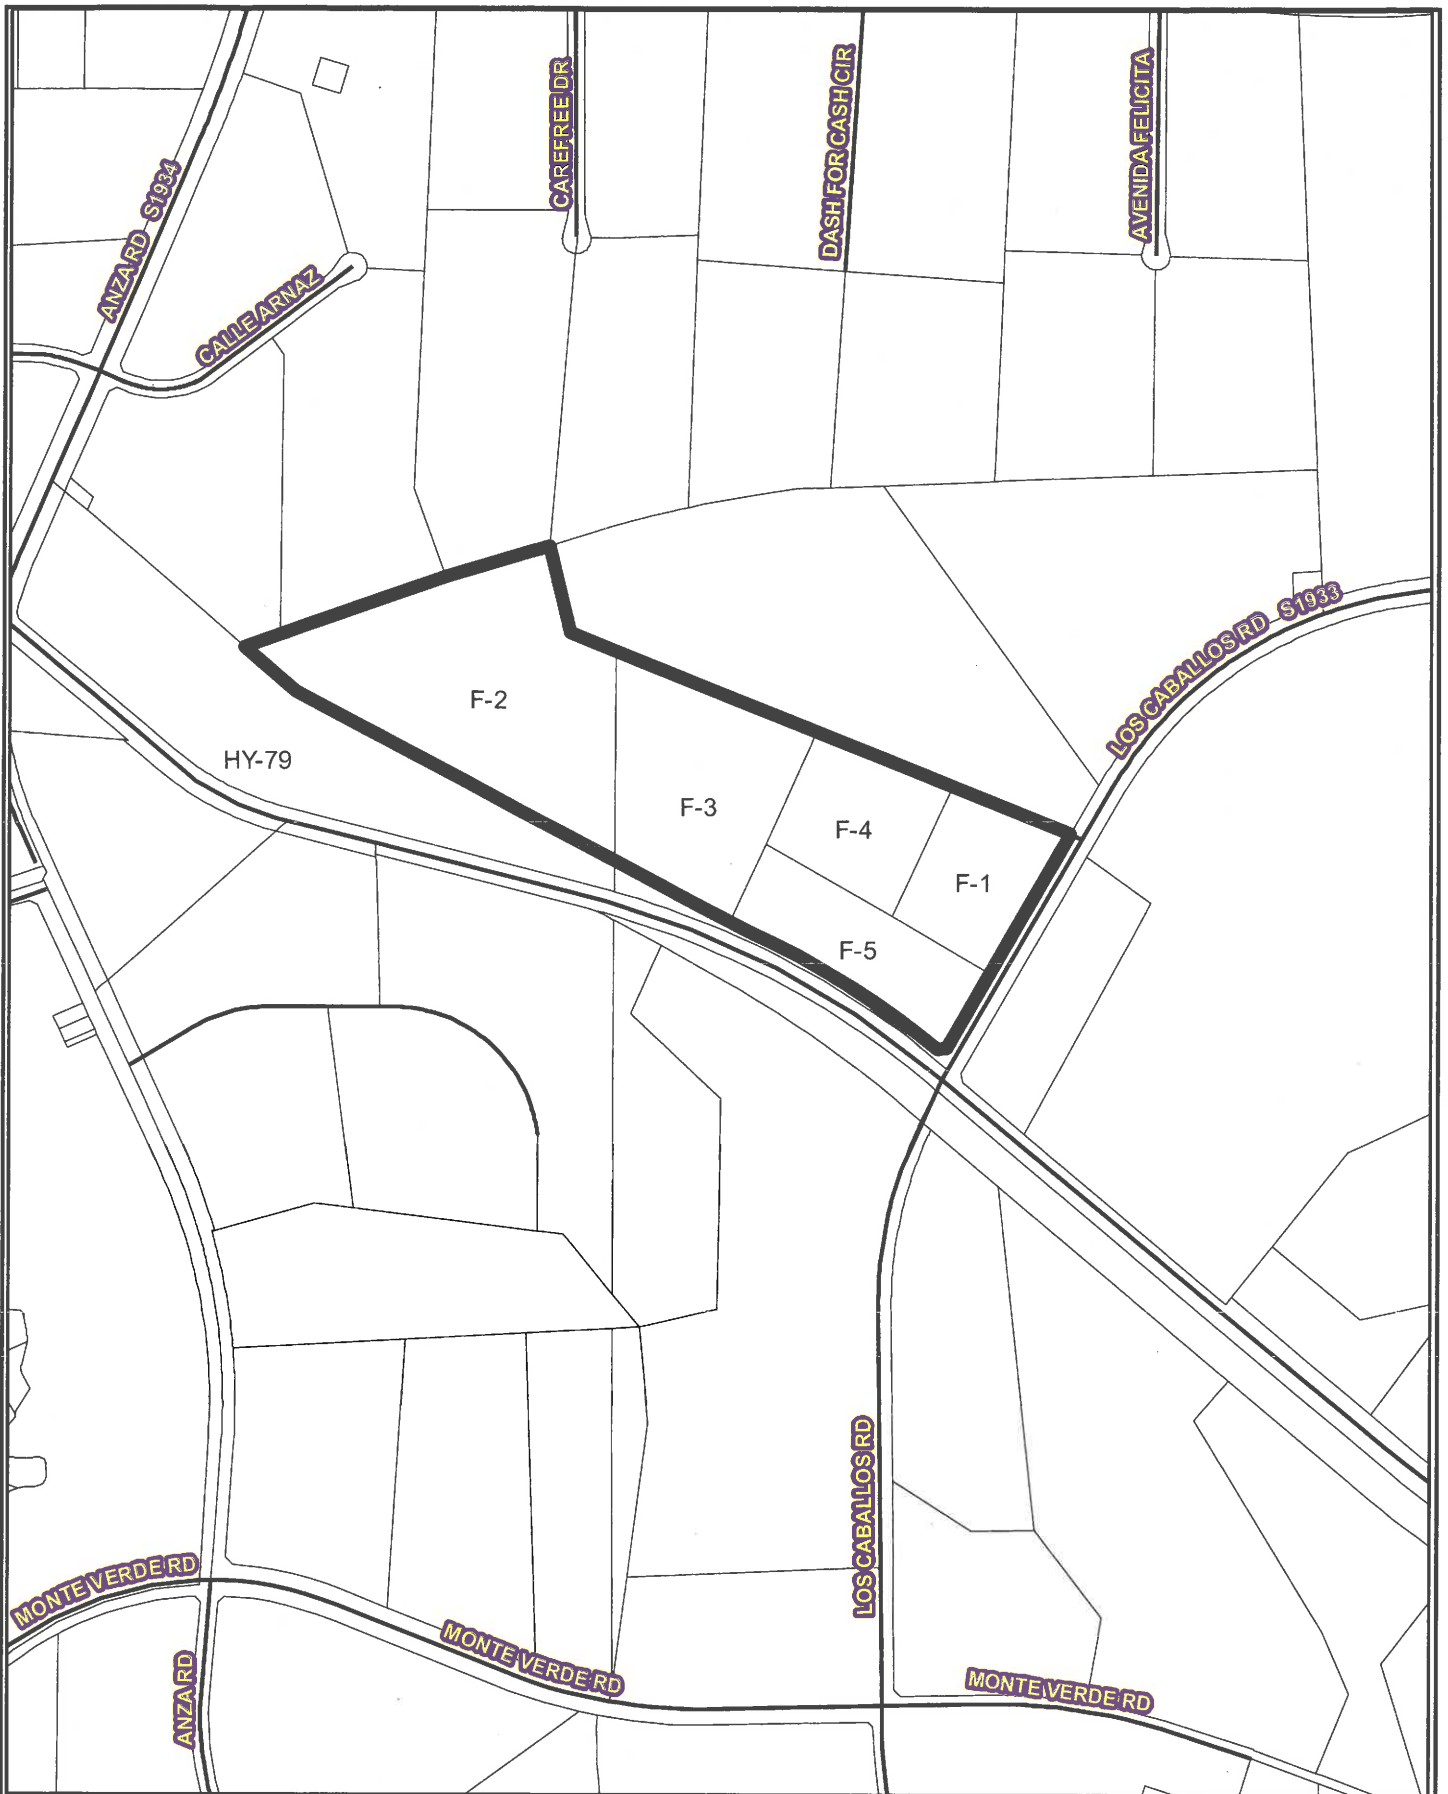 CAREFREE DR
DASH FOR CASH CIR
AVENIDA FELICITA
ANZA RD S1934
CALLE ARNAZ
LOS CABALLOS RD S1933
F-2
HY-79
F-3
F-4
F-1
F-5
LOS CABALLOS RD
MONTE VERDE RD
MONTE VERDE RD
ANZA RD
MONTE VERDE RD